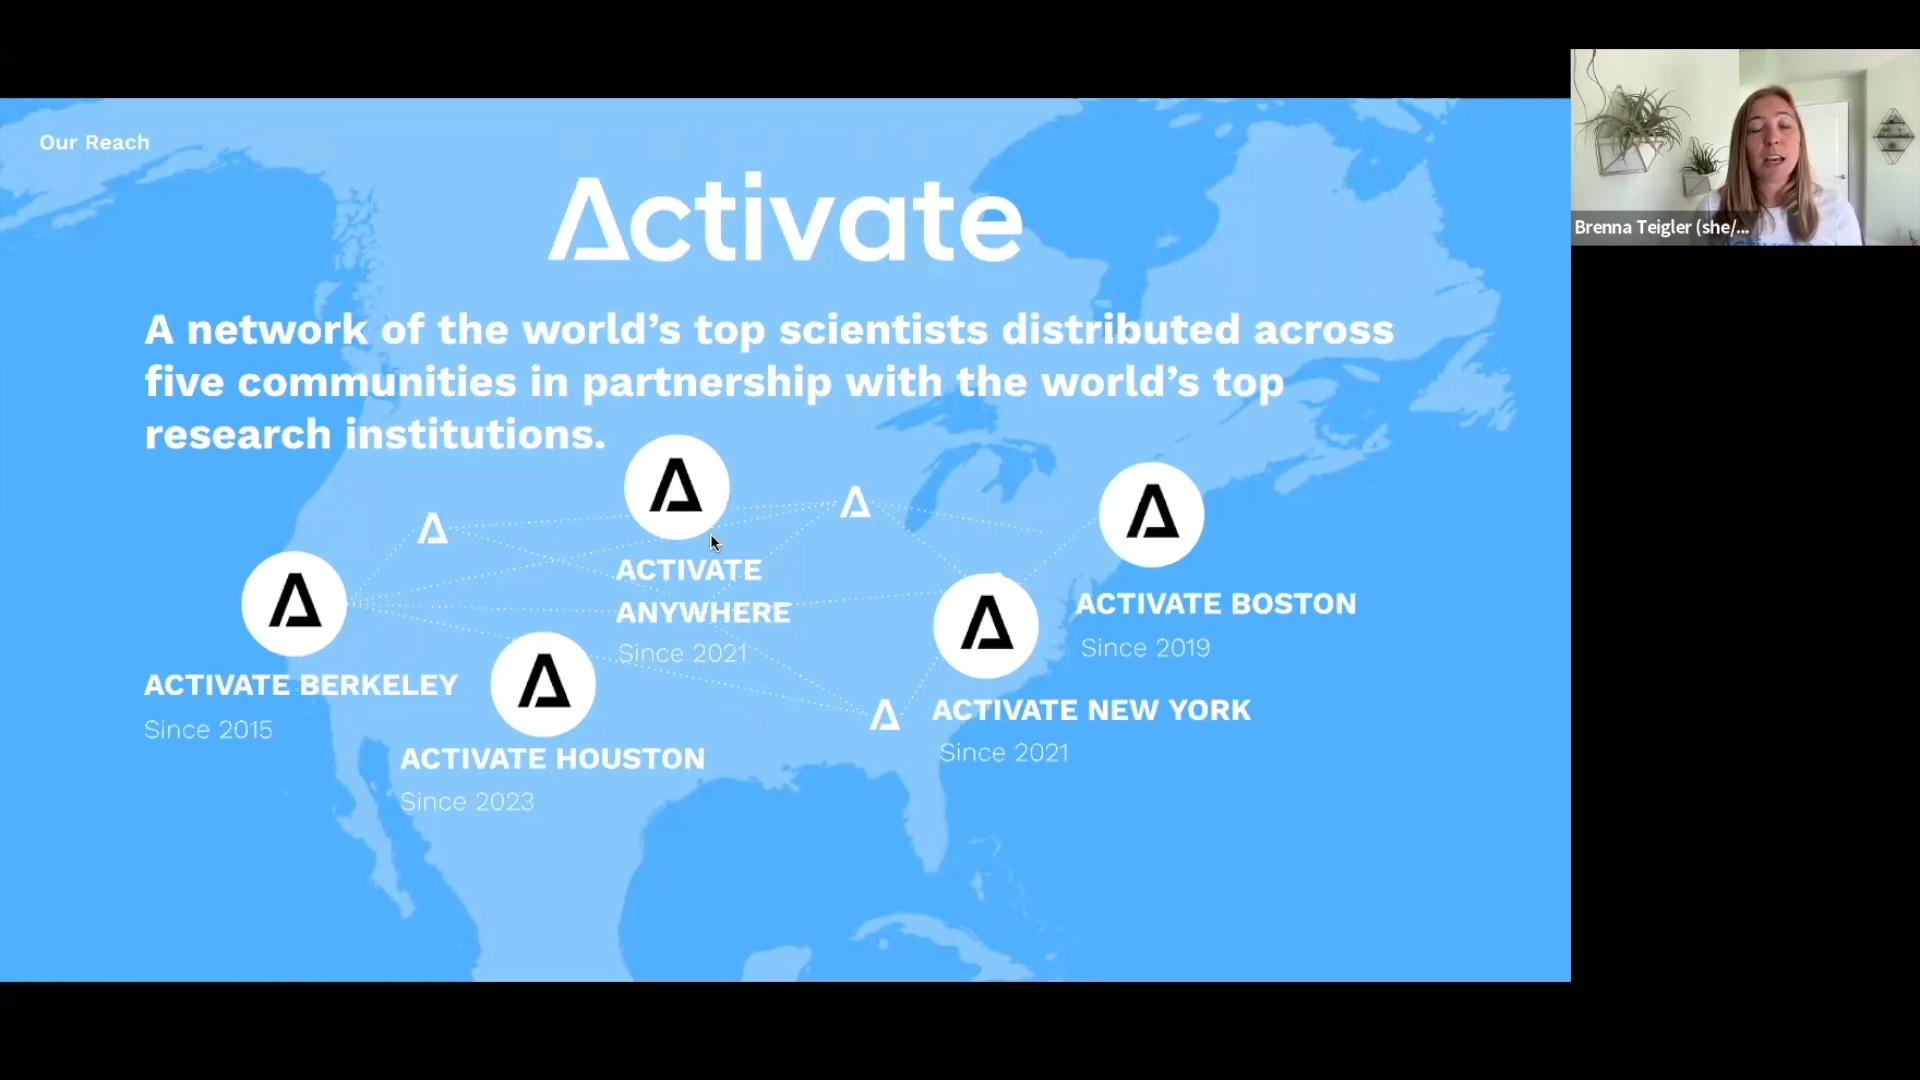 Our Reach
Activate
A network of the world’s top scientists distributed across
five communities in partnership with the world’s top
research institutions.
ACTIVATE
ANYWHERE
Since 2021
ACTIVATE BOSTON
Since 2019
ACTIVATE BERKELEY
Since 2015
ACTIVATE NEW YORK
Since 2021
ACTIVATE HOUSTON
Since 2023
Brenna Teigler (she/...